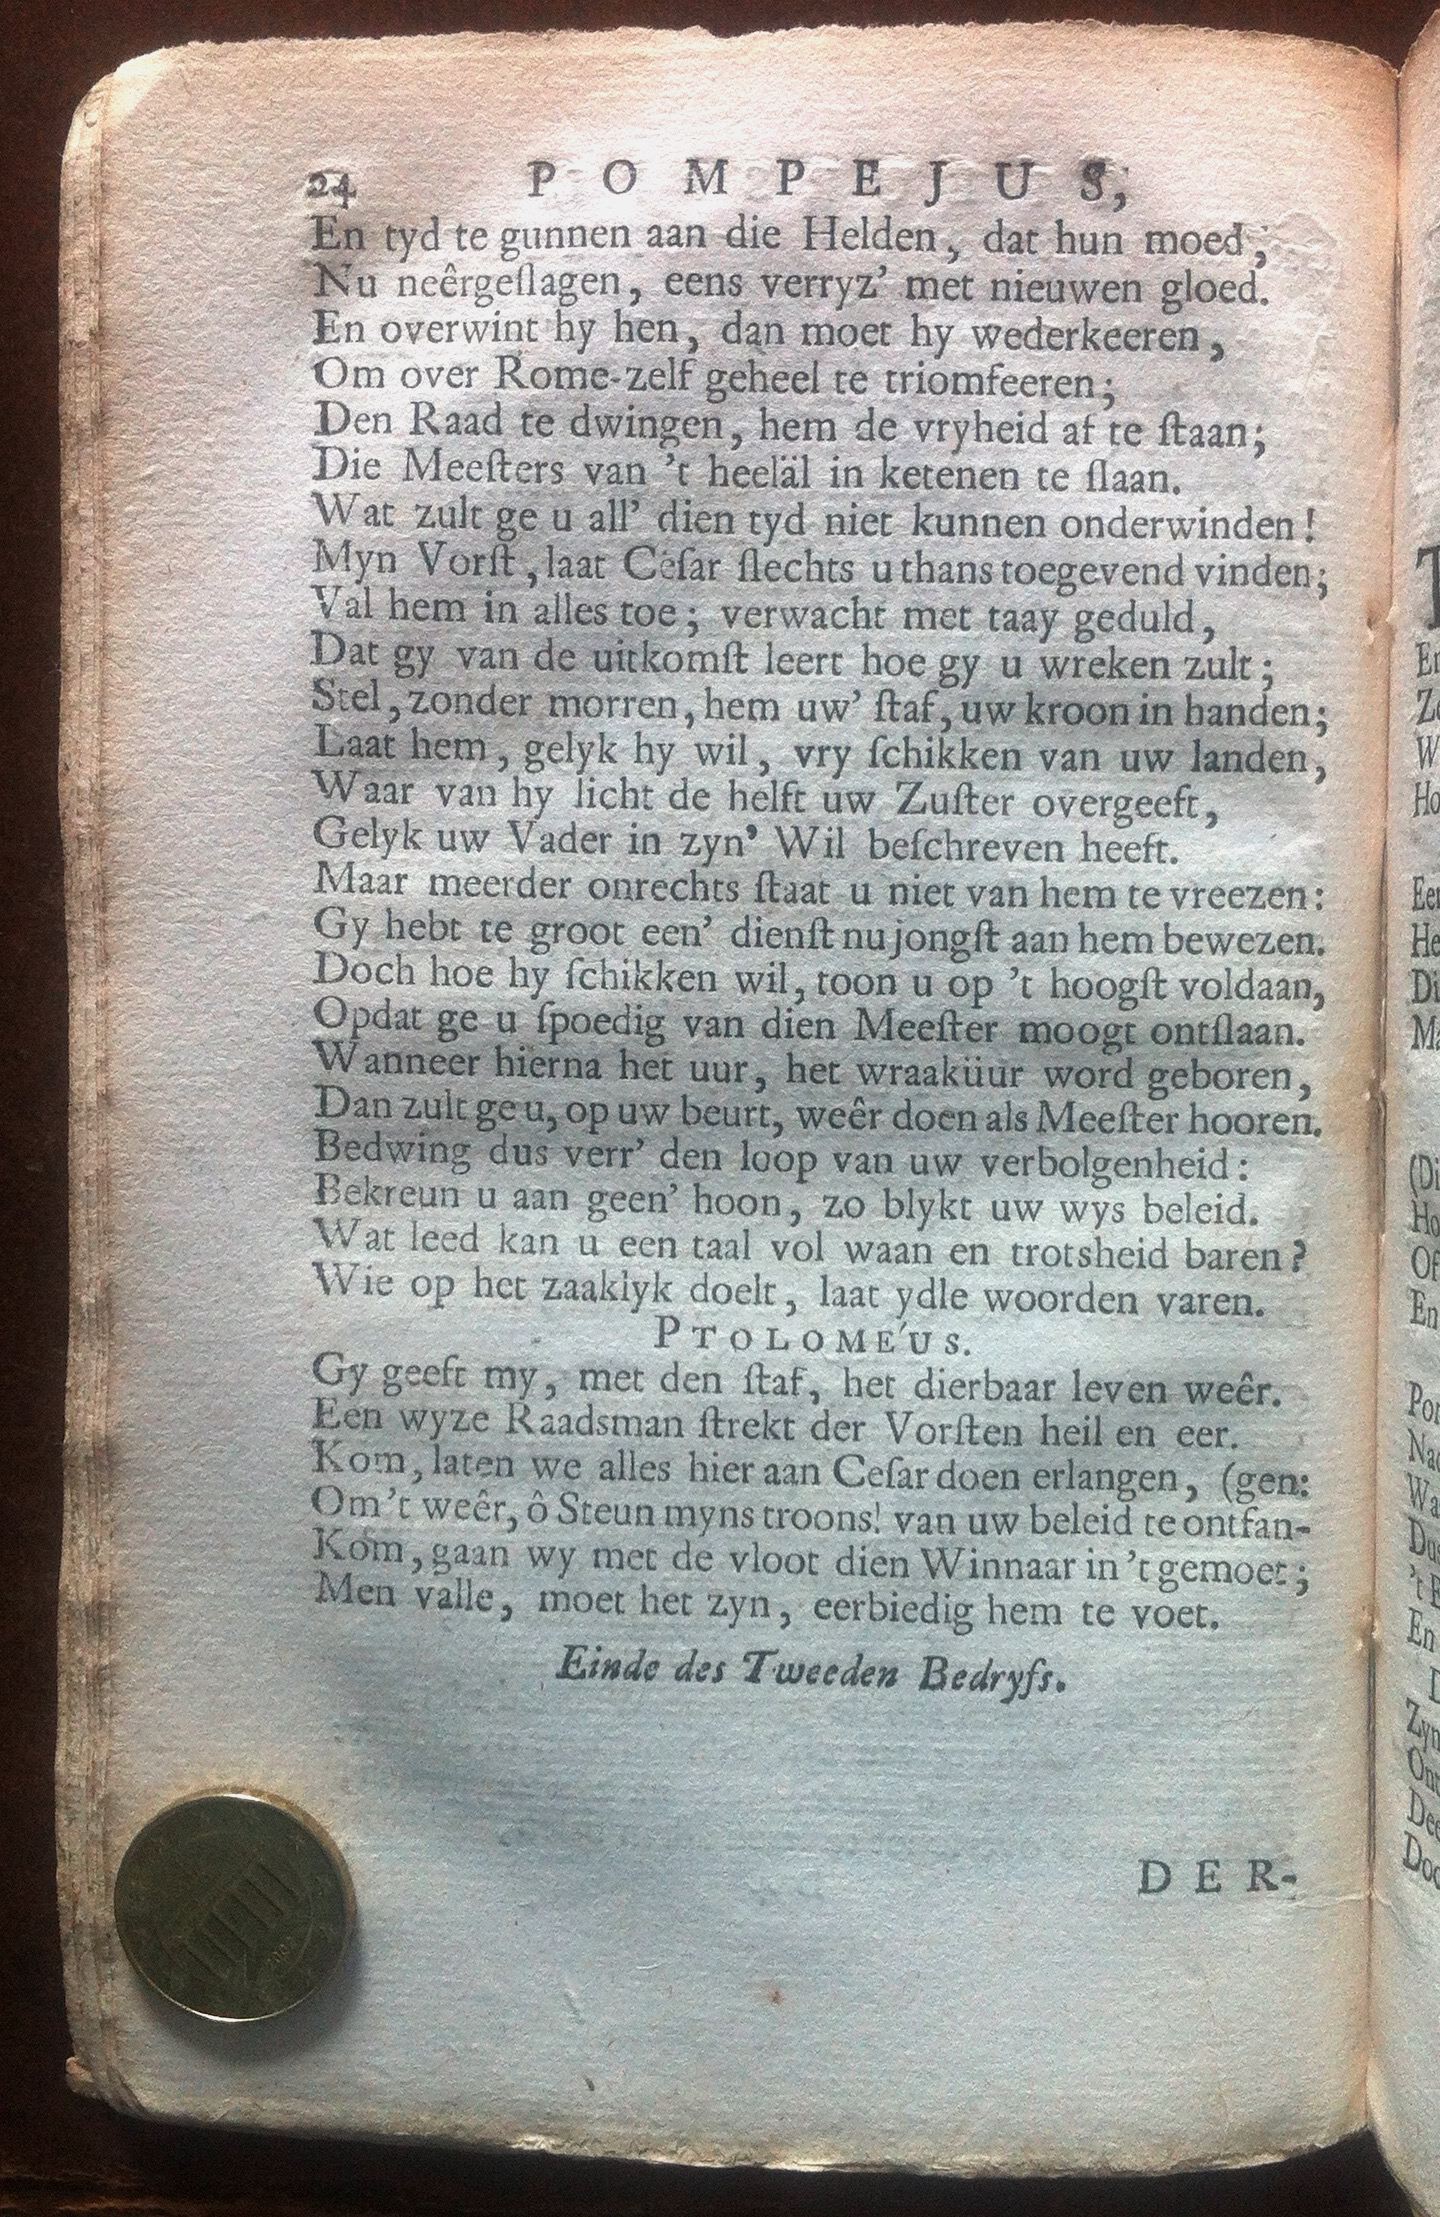 24 POMPEJUS,
En tyd te gunnen aan die Helden, dat hun moed,
Nu neêrgeſlagen, eens verryz’ met nieuwen gloed.
En overwint hy hen, dan moet hy wederkeeren,
Om over Rome-zelf geheel te triomfeeren;
Den Raad te dwingen, hem de vryheid af te ſtaan;
Die Meeſters van ’t heeläl in ketenen te ſlaan.
Wat zult ge u all’ dien tyd niet kunnen onderwinden!
Myn Vorſt, laat Céſar ſlechts u thans toegevend vinden;
Val hem in alles toe; verwacht met taay geduld,
Dat gy van de uitkomſt leert hoe gy u wreken zult;
Stel, zonder morren, hem uw’ ſtaf, uw kroon in handen;
Laat hem, gelyk hy wil, vry ſchikken van uw landen,
Waar van hy licht de helft uw Zuſter overgeeft,
Gelyk uw Vader in zyn’ Wil beſchreven heeft.
Maar meerder onrechts ſtaat u niet van hem te vreezen:
Gy hebt te groot een’ dienſt nu jongſt aan hem bewezen.
Doch hoe hy ſchikken wil, toon u op ’t hoogſt voldaan,
Opdat ge u ſpoedig van dien Meeſter moogt ontſlaan.
Wanneer hierna het uur, het wraaküur word geboren,
Dan zult ge u, op uw beurt, weêr doen als Meeſter hooren.
Bedwing dus verr’ den loop van uw verbolgenheid:
Bekreun u aan geen’ hoon, zo blykt uw wys beleid.
Wat leed kan u een taal vol waan en trotsheid baren?
Wie op het zaaklyk doelt, laat ydle woorden varen.
PTOLOME´US.
Gy geeft my, met den ſtaf, het dierbaar leven weêr.
Een wyze Raadsman ſtrekt der Vorſten heil en eer.
Kom, laten we alles hier aan Ceſar doen erlangen, (gen:
Om ’t weêr, ô Steun myns troons! van uw beleid te ontfan-
Kom, gaan wy met de vloot dien Winnaar in ’t gemoet;
Men valle, moet het zyn, eerbiedig hem te voet.
Einde des Tweeden Bedryfs.
DER-